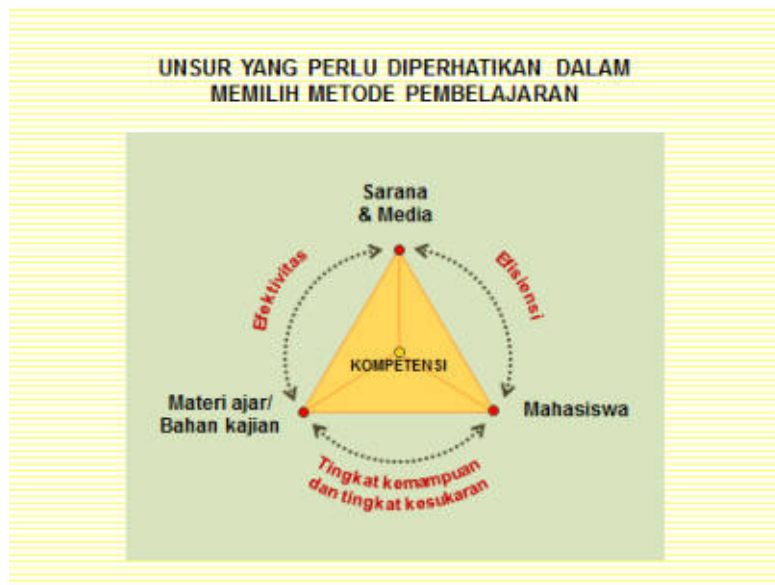 UNSUR YANG PERLU DIPERHATIKAN DALAM
MEMILIH METODE PEMBELAJARAN
Sarana
& Media
Efektivitas
Efisiensi
KOMPETENSI
Materi ajar/
Bahan kajian
Mahasiswa
Tingkat kemampuan
dan tingkat kesukaran